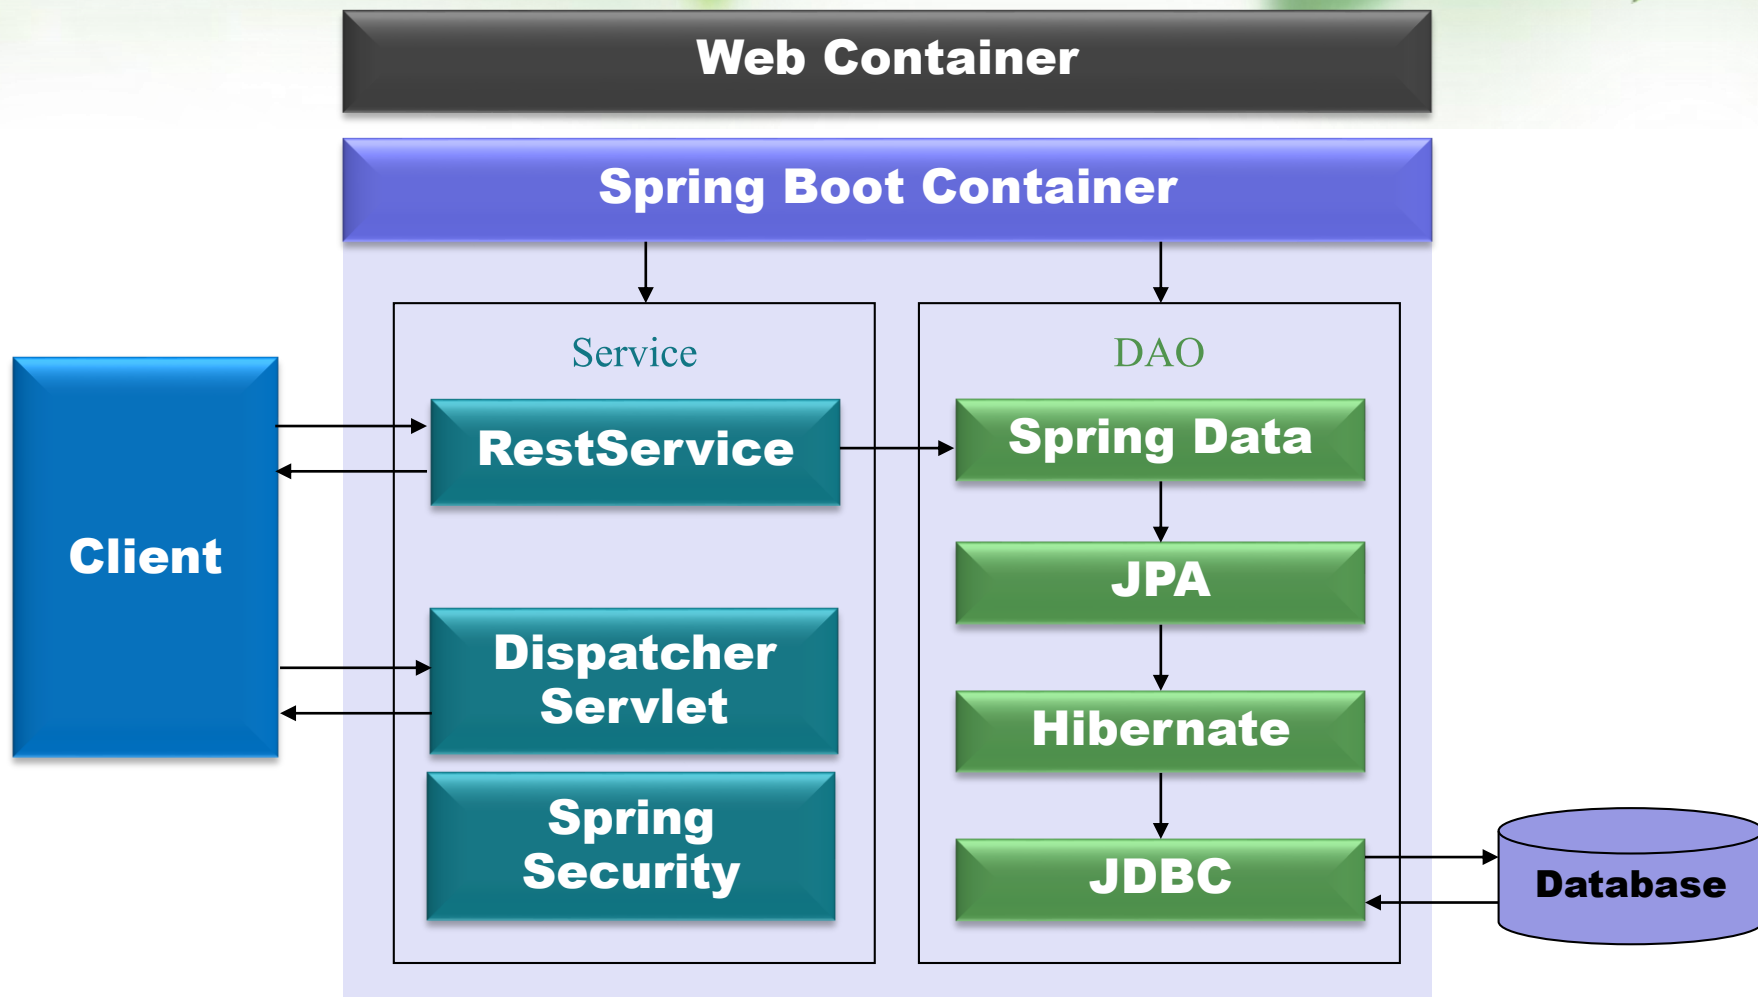 Web Container
Spring Boot Container
Service
DAO
Client
RestService
Dispatcher
Servlet
Spring
Security
Spring Data
JPA
Hibernate
JDBC
Database